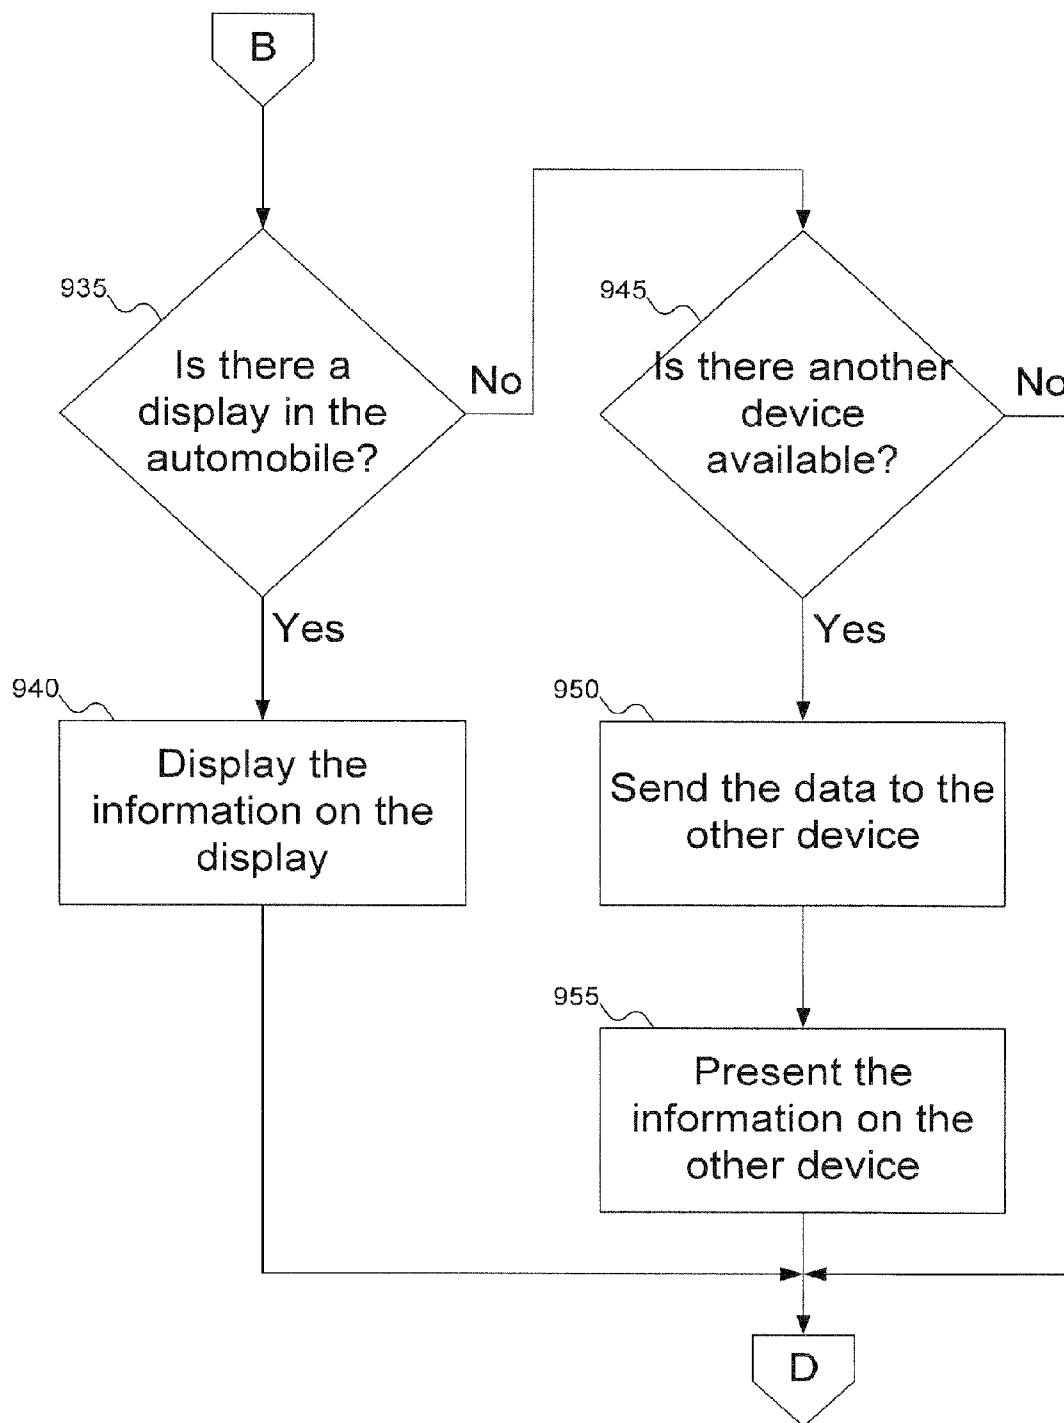 B
935
Is there a
display in the
automobile?
No
Yes
940
Display the
information on the
display
945
Is there another
device
available?
No
Yes
950
Send the data to the
other device
955
Present the
information on the
other device
D